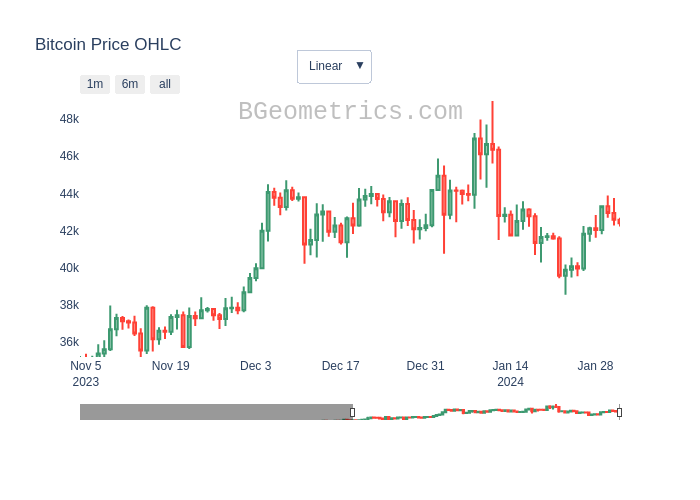 Bitcoin Price OHLC
Linear ▼
1m 6m all
BGeometrics.com
48k
46k
44k
42k
40k
38k
36k
Nov 5 Nov 19 Dec 3 Dec 17 Dec 31 Jan 14 Jan 28
2023 2024